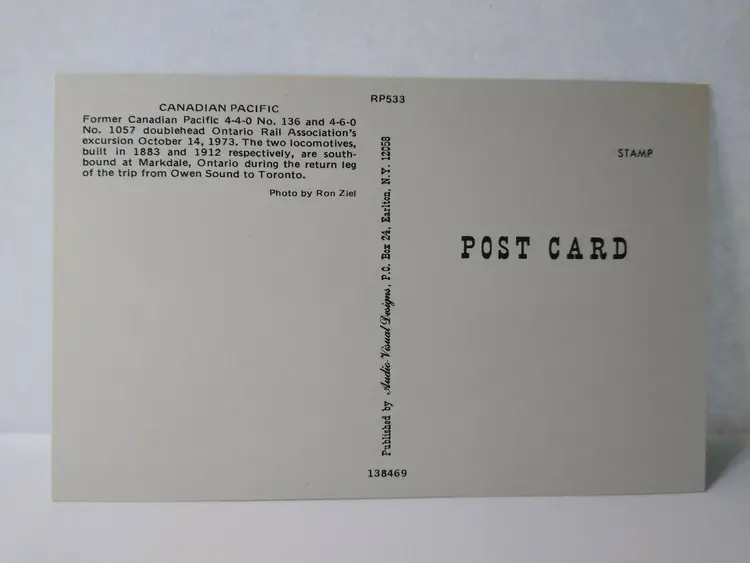 CANADIAN PACIFIC
Former Canadian Pacific 4-4-0 No. 136 and 4-6-0
No. 1057 doublehead Ontario Rail Association's
excursion October 14, 1973. The two locomotives,
built in 1883 and 1912 respectively, are south-
bound at Markdale, Ontario during the return leg
of the trip from Owen Sound to Toronto.
Photo by Ron Ziel
RP533
Published by Audio-Visual Designs, P.O. Box 24, Earlton, N.Y. 12058
138469
STAMP
POST CARD